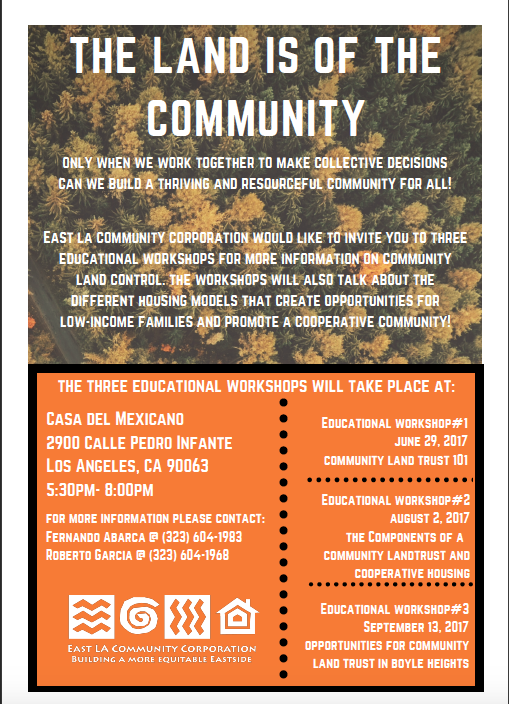 THE LAND IS OF THE
COMMUNITY
ONLY WHEN WE WORK TOGETHER TO MAKE COLLECTIVE DECISIONS
CAN WE BUILD A THRIVING AND RESOURCEFUL COMMUNITY FOR ALL!
EAST LA COMMUNITY CORPORATION WOULD LIKE TO INVITE YOU TO THREE
EDUCATIONAL WORKSHOPS FOR MORE INFORMATION ON COMMUNITY
LAND CONTROL. THE WORKSHOPS WILL ALSO TALK ABOUT THE
DIFFERENT HOUSING MODELS THAT CREATE OPPORTUNITIES FOR
LOW-INCOME FAMILIES AND PROMOTE A COOPERATIVE COMMUNITY!
THE THREE EDUCATIONAL WORKSHOPS WILL TAKE PLACE AT:
CASA DEL MEXICANO
2900 CALLE PEDRO INFANTE
LOS ANGELES, CA 90063
5:30PM- 8:00PM
FOR MORE INFORMATION PLEASE CONTACT:
FERNANDO ABARCA @ (323) 604-1983
ROBERTO GARCIA @ (323) 604-1968
EAST LA COMMUNITY CORPORATION
BUILDING A MORE EQUITABLE EASTSIDE
EDUCATIONAL WORKSHOP#1
JUNE 29, 2017
COMMUNITY LAND TRUST 101
EDUCATIONAL WORKSHOP#2
AUGUST 2, 2017
THE COMPONENTS OF A
COMMUNITY LANDTRUST AND
COOPERATIVE HOUSING
EDUCATIONAL WORKSHOP#3
SEPTEMBER 13, 2017
OPPORTUNITIES FOR COMMUNITY
LAND TRUST IN BOYLE HEIGHTS